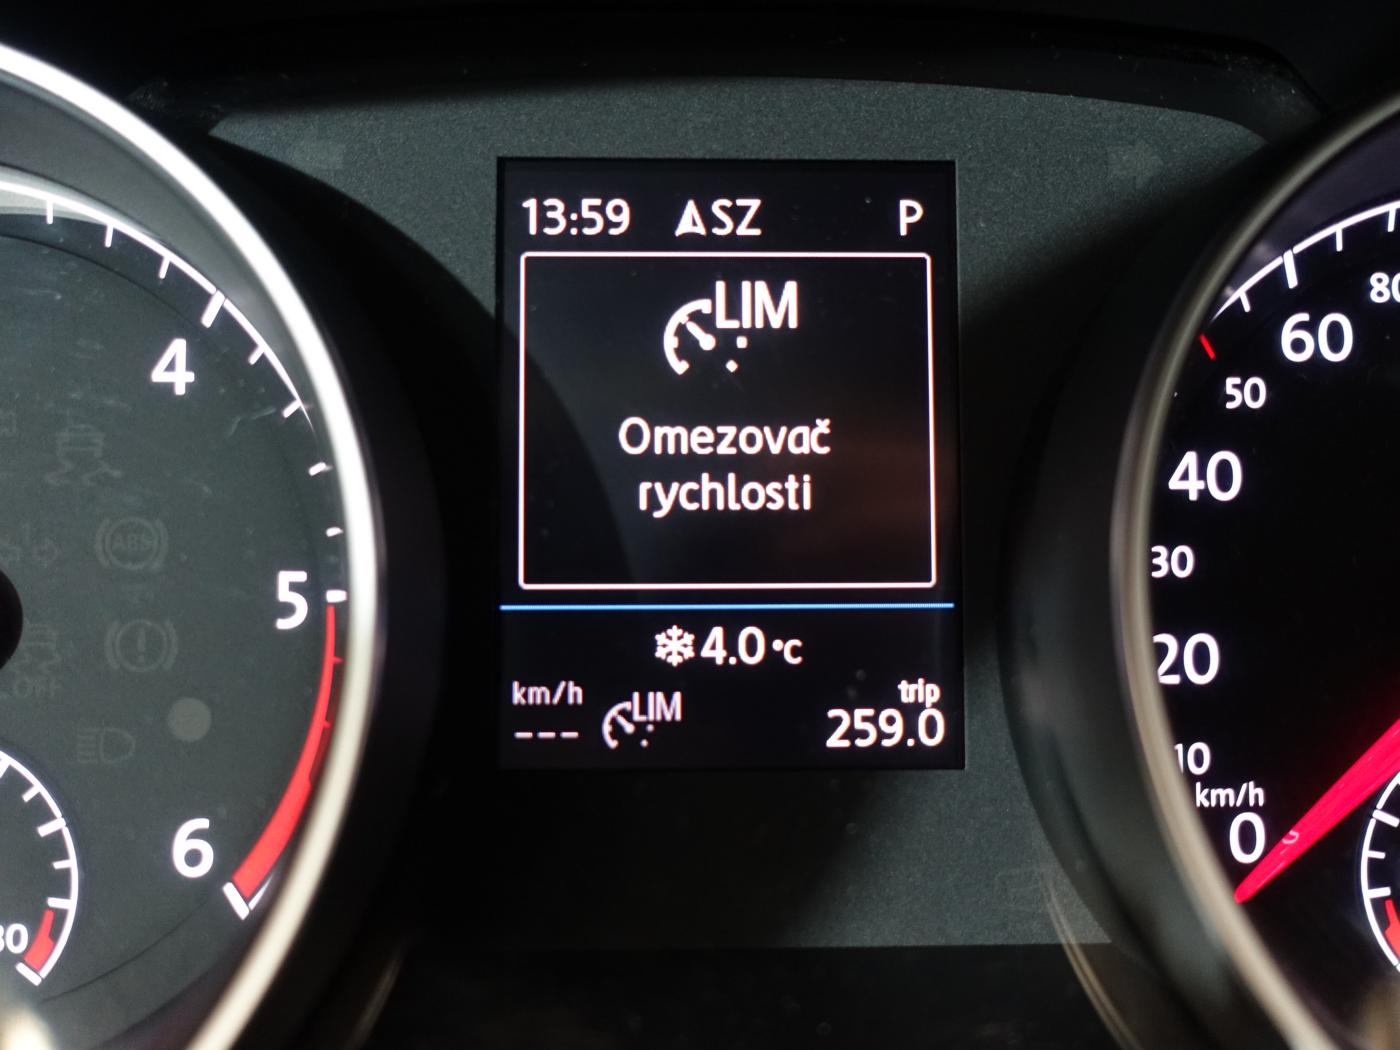 13:59 ASZ P
LIM
Omezovač
rychlosti
4.0 °C
km/h
--- LIM
trip
259.0
4
5
6
ABS
80
60
50
40
30
20
10
km/h
0